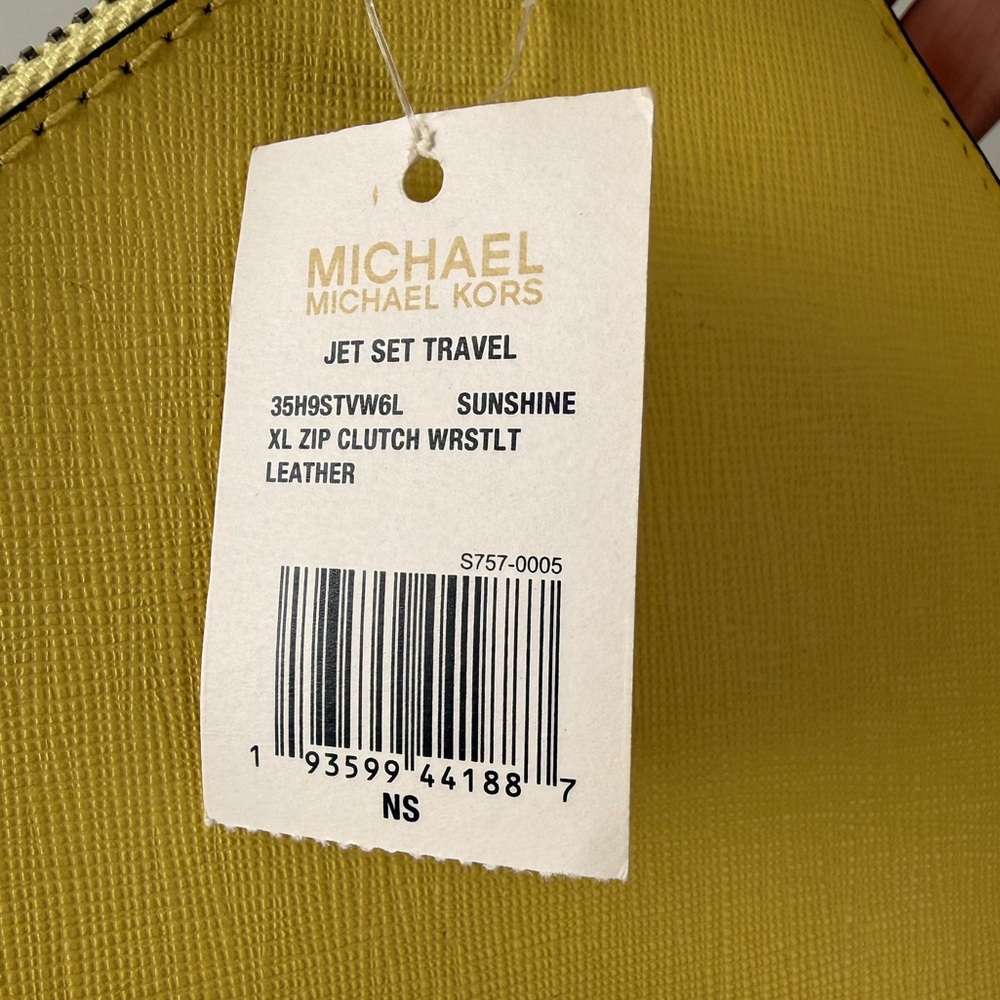 MICHAEL
MICHAEL KORS
JET SET TRAVEL
35H9STVW6L SUNSHINE
XL ZIP CLUTCH WRSTLT
LEATHER
S757-0005
1 93599 44188 7
NS